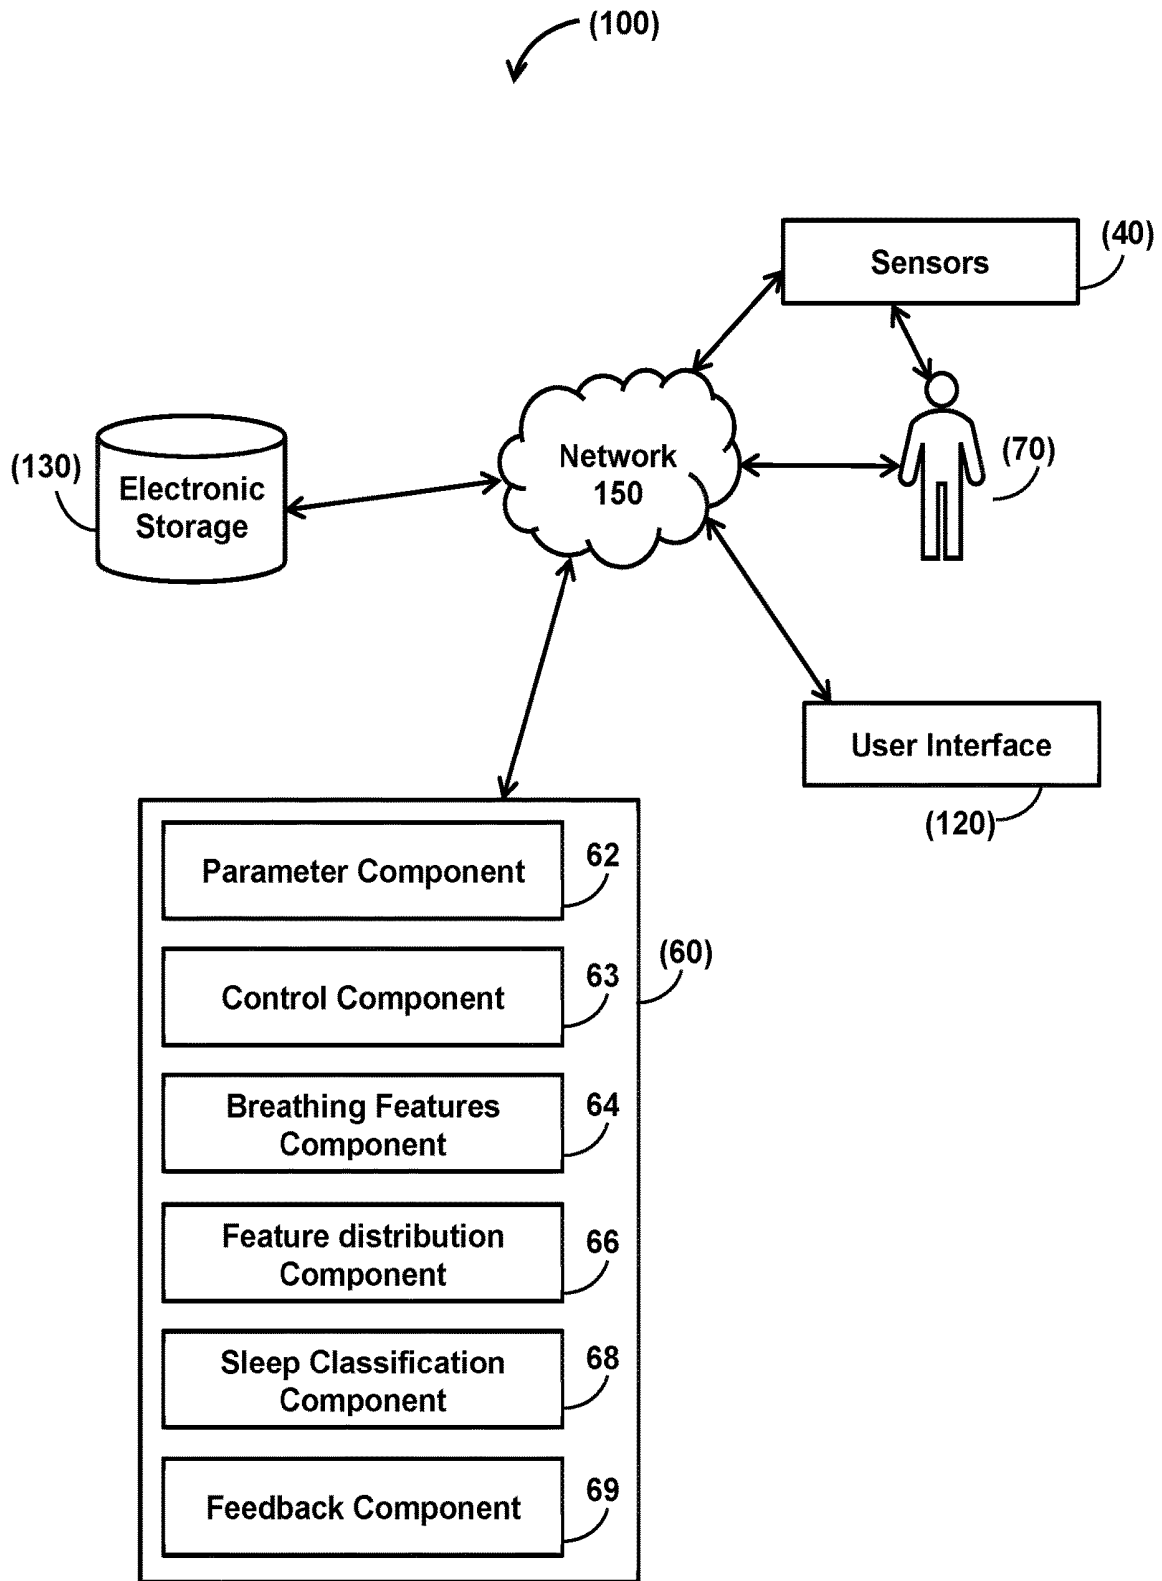 (100)
Sensors
(40)
(130)
Electronic
Storage
Network
150
(70)
User Interface
(120)
Parameter Component
62
Control Component
63
(60)
Breathing Features
Component
64
Feature distribution
Component
66
Sleep Classification
Component
68
Feedback Component
69